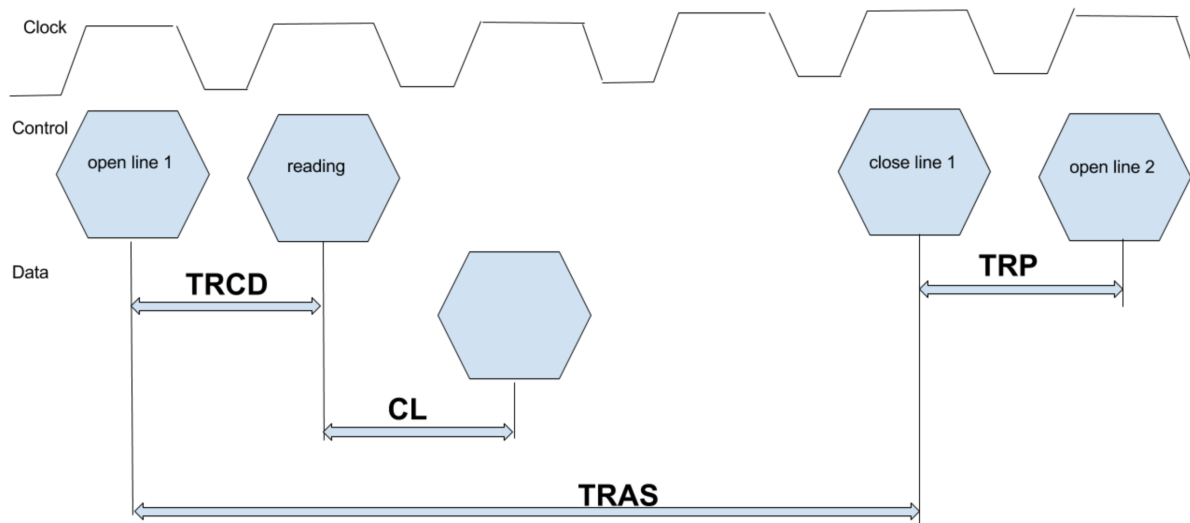 Clock
Control
open line 1
reading
close line 1
open line 2
Data
TRCD
TRP
CL
TRAS